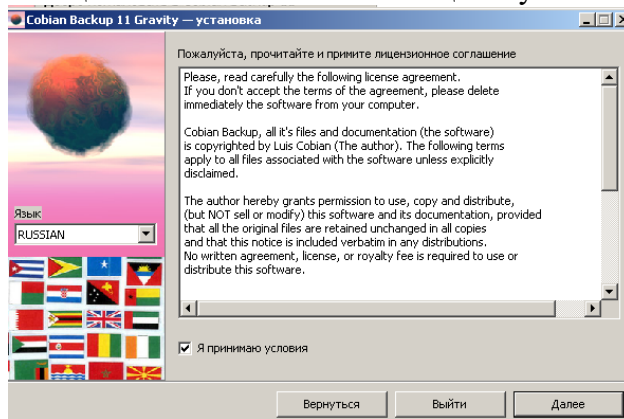 Cobian Backup 11 Gravity — установка
Пожалуйста, прочитайте и примите лицензионное соглашение
Please, read carefully the following license agreement.
If you don't accept the terms of the agreement, please delete
immediately the software from your computer.
Cobian Backup, all it's files and documentation (the software)
is copyrighted by Luis Cobian (The author). The following terms
apply to all files associated with the software unless explicitly
disclaimed.
The author hereby grants permission to use, copy and distribute,
(but NOT sell or modify) this software and its documentation, provided
that all the original files are retained unchanged in all copies
and that this notice is included verbatim in any distributions.
No written agreement, license, or royalty fee is required to use or
distribute this software.
Язык
RUSSIAN
Я принимаю условия
Вернуться
Выйти
Далее